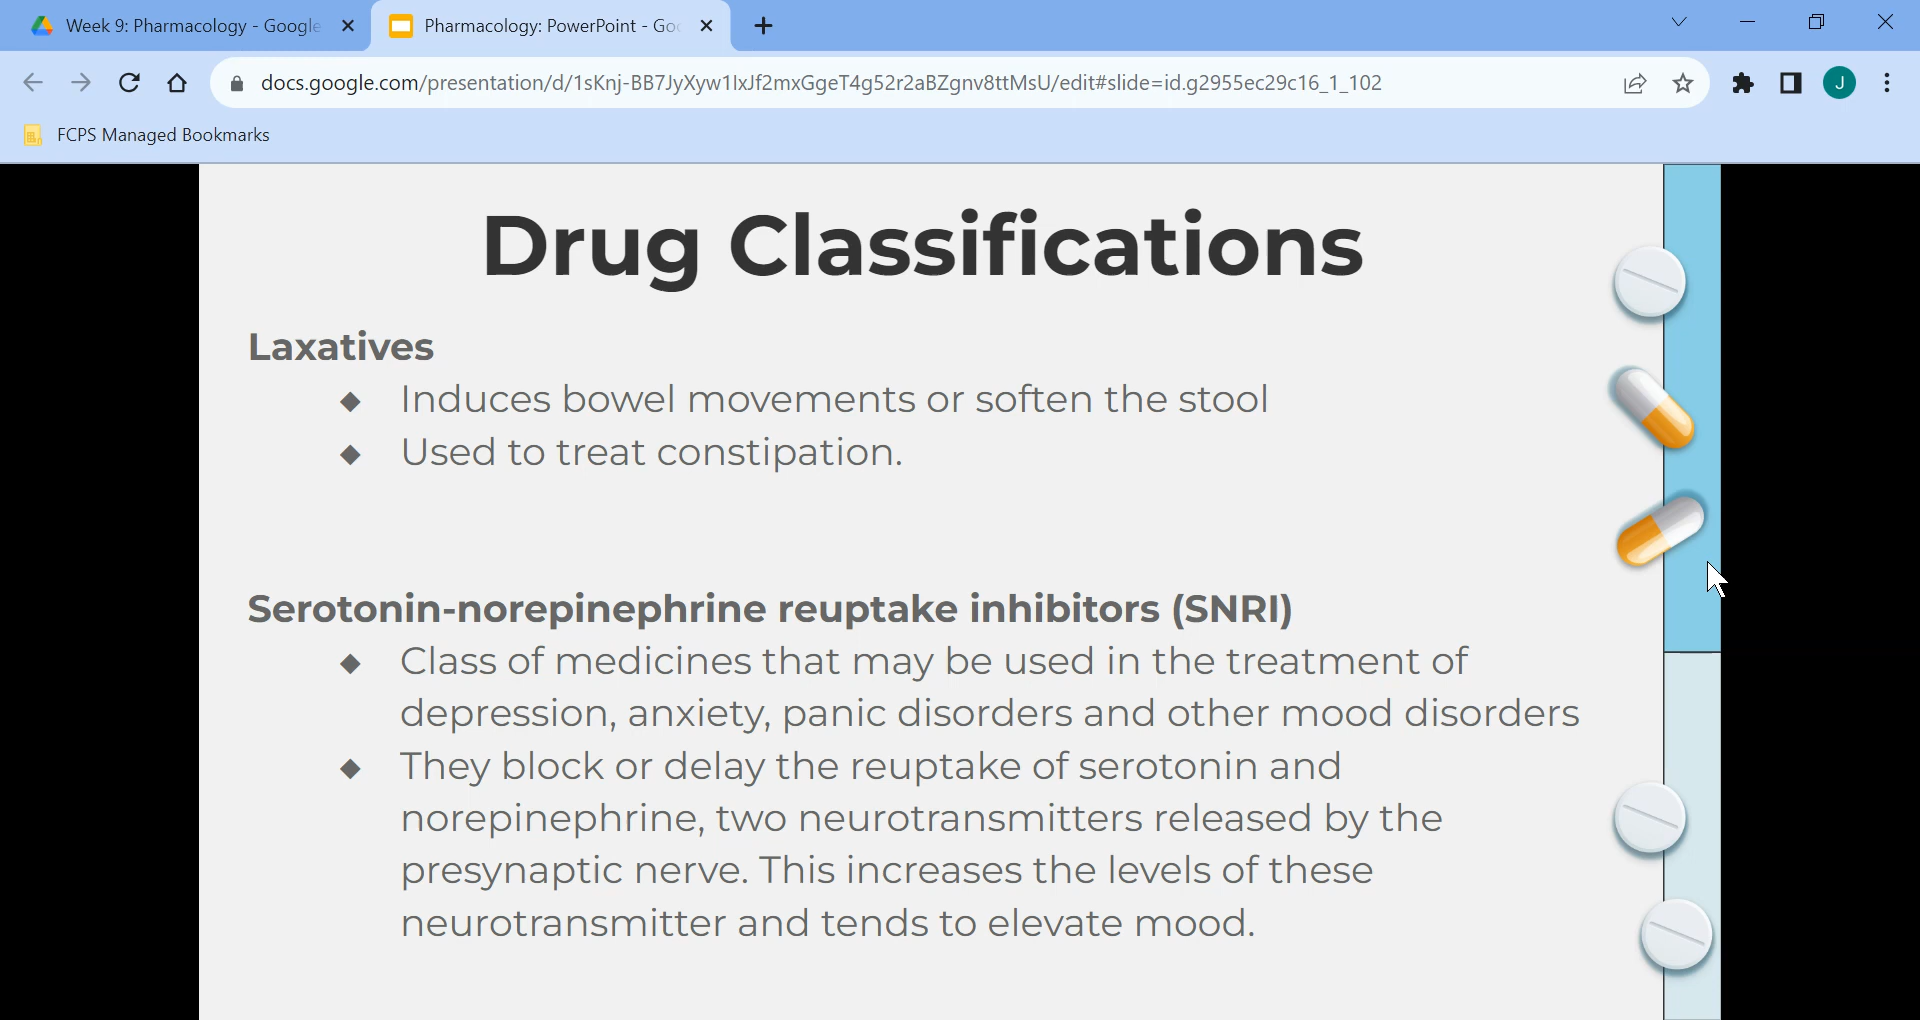 Week 9: Pharmacology - Google
Pharmacology: PowerPoint - Goo
docs.google.com/presentation/d/1sKnj-BB7JyXyw1IxJf2mxGgeT4g52r2aBZgnv8ttMsU/edit#slide=id.g2955ec29c16_1_102
J
FCPS Managed Bookmarks
Drug Classifications
Laxatives
◆ Induces bowel movements or soften the stool
◆ Used to treat constipation.
Serotonin-norepinephrine reuptake inhibitors (SNRI)
◆ Class of medicines that may be used in the treatment of
depression, anxiety, panic disorders and other mood disorders
◆ They block or delay the reuptake of serotonin and
norepinephrine, two neurotransmitters released by the
presynaptic nerve. This increases the levels of these
neurotransmitter and tends to elevate mood.